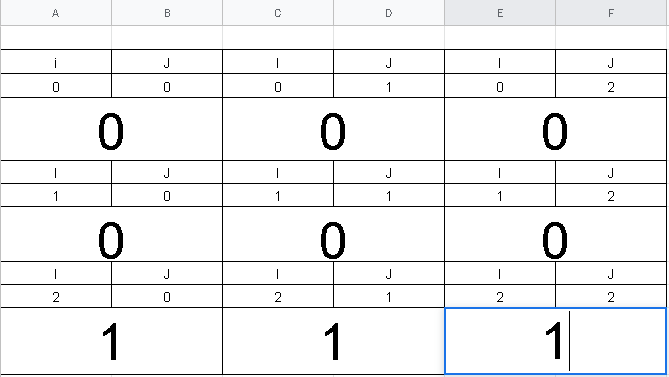 A B C D E F
i J I J I J
0 0 0 1 0 2
0 0 0
I J I J I J
1 0 1 1 1 2
0 0 0
I J I J I J
2 0 2 1 2 2
1 1 1